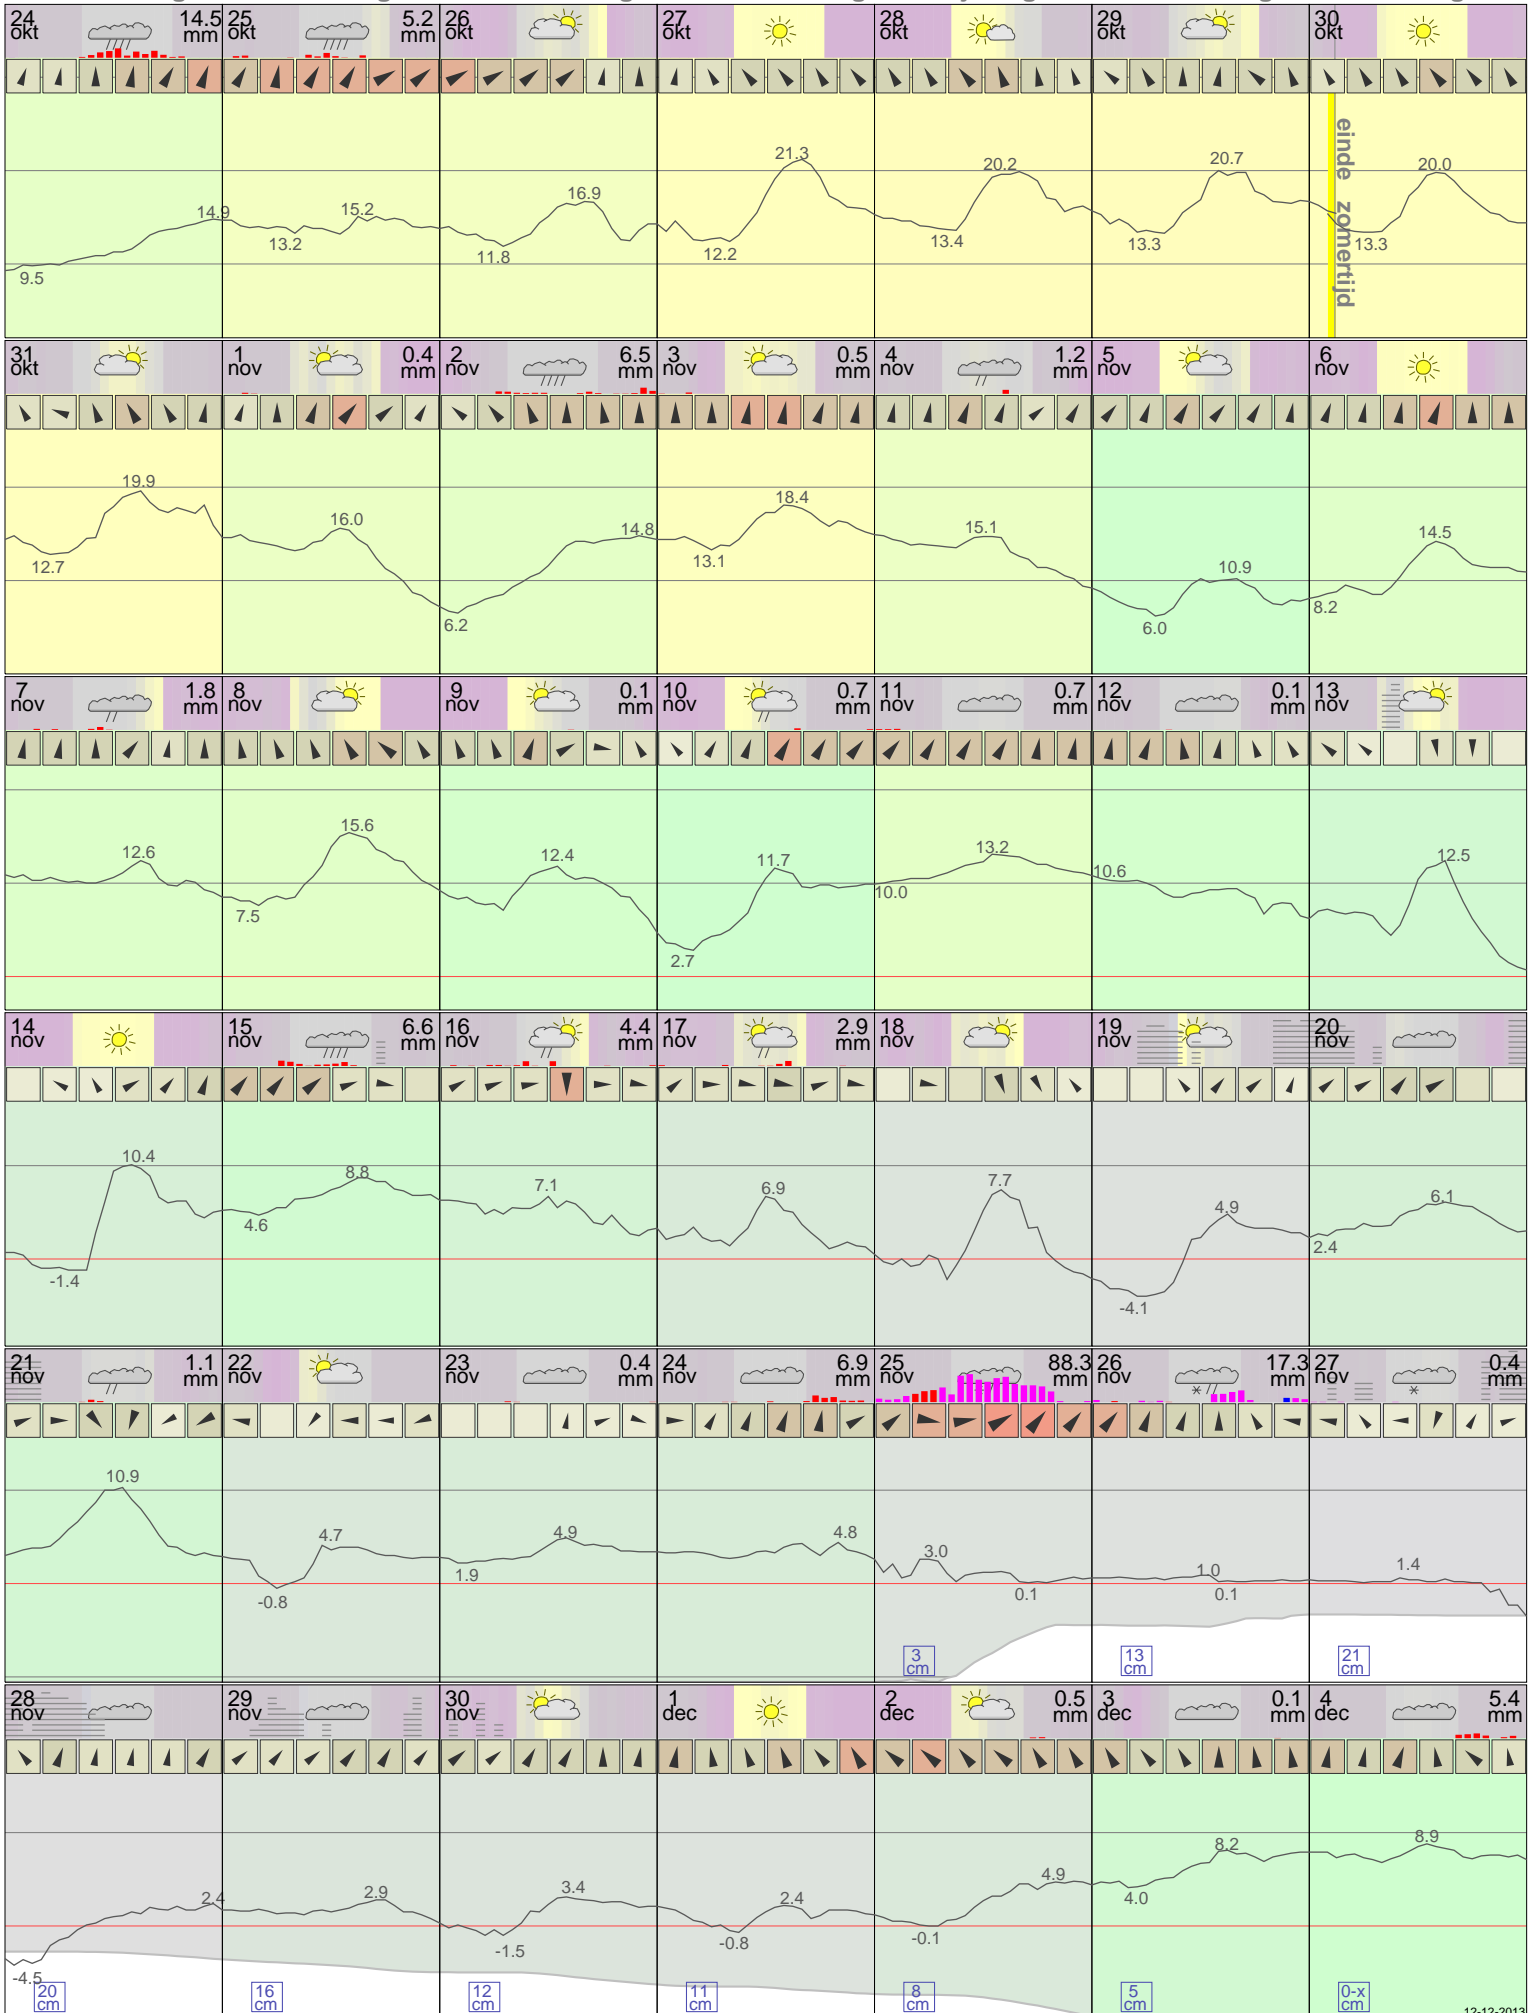 24 okt 14.5 mm 25 okt 5.2 mm 26 okt 27 okt 28 okt 29 okt 30 okt
9.5 14.9 13.2 15.2 11.8 16.9 12.2 21.3 13.4 20.2 13.3 20.7 13.3 20.0
einde zomertijd
31 okt 1 nov 0.4 mm 2 nov 6.5 mm 3 nov 0.5 mm 4 nov 1.2 mm 5 nov 6 nov
12.7 19.9 16.0 6.2 14.8 13.1 18.4 15.1 6.0 10.9 8.2 14.5
7 nov 1.8 mm 8 nov 9 nov 0.1 mm 10 nov 0.7 mm 11 nov 0.7 mm 12 nov 0.1 mm 13 nov
12.6 7.5 15.6 12.4 2.7 11.7 10.0 13.2 10.6 12.5
14 nov 15 nov 6.6 mm 16 nov 4.4 mm 17 nov 2.9 mm 18 nov 19 nov 20 nov
-1.4 10.4 4.6 8.8 7.1 6.9 7.7 -4.1 4.9 2.4 6.1
21 nov 1.1 mm 22 nov 23 nov 0.4 mm 24 nov 6.9 mm 25 nov 88.3 mm 26 nov 17.3 mm 27 nov 0.4 mm
10.9 -0.8 4.7 1.9 4.9 4.8 3.0 0.1 1.0 0.1 1.4
3 cm 13 cm 21 cm
28 nov 29 nov 30 nov 1 dec 2 dec 0.5 mm 3 dec 0.1 mm 4 dec 5.4 mm
-4.5 2.4 2.9 -1.5 3.4 -0.8 2.4 -0.1 4.9 4.0 8.2 8.9
20 cm 16 cm 12 cm 11 cm 8 cm 5 cm 0-x cm
12-12-2013